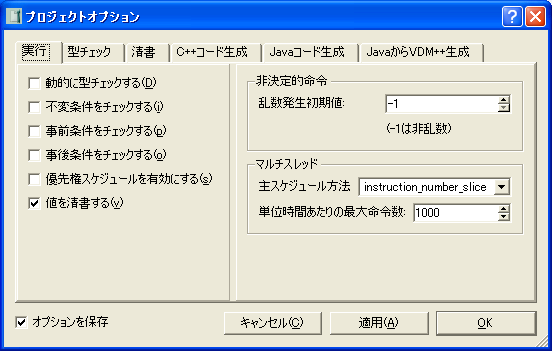 プロジェクトオプション
実行 型チェック 清書 C++コード生成 Javaコード生成 JavaからVDM++生成
動的に型チェックする(D)
不変条件をチェックする(i)
事前条件をチェックする(p)
事後条件をチェックする(o)
優先権スケジュールを有効にする(s)
値を清書する(v)
非決定的命令
乱数発生初期値: -1
(-1は非乱数)
マルチスレッド
主スケジュール方法 instruction_number_slice
単位時間あたりの最大命令数: 1000
オプションを保存 キャンセル(C) 適用(A) OK